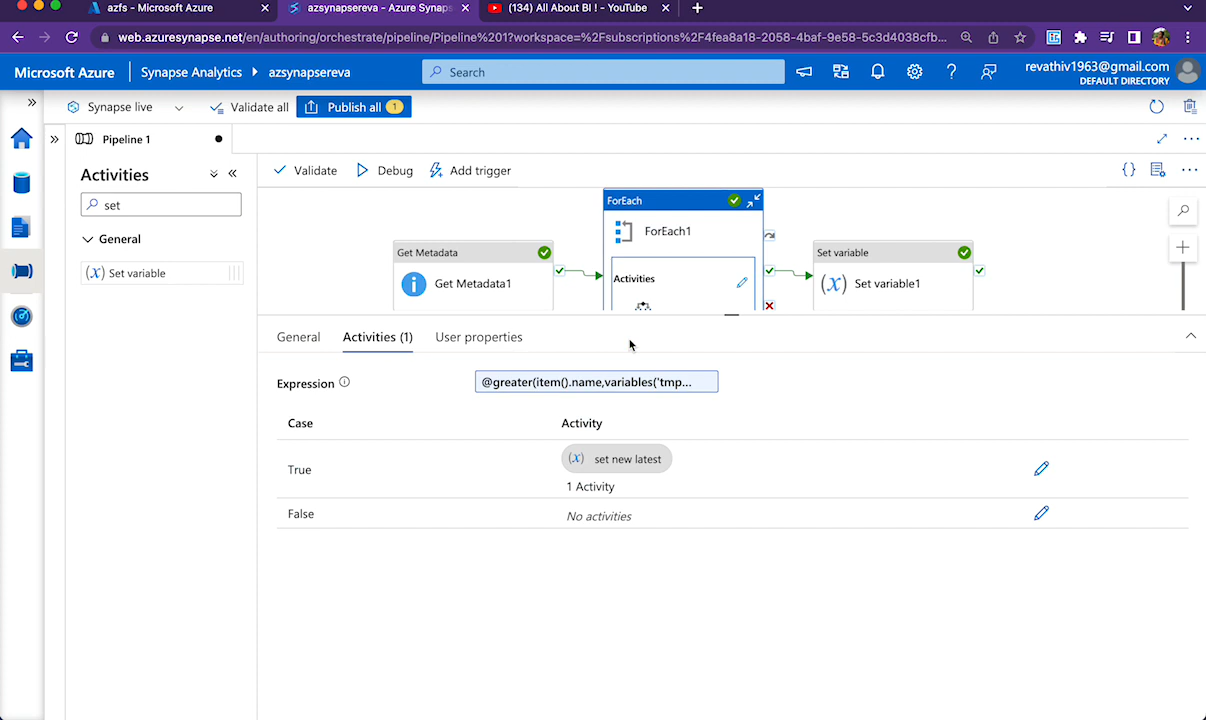 azfs - Microsoft Azure
azsynapsereva - Azure Synaps
(134) All About BI ! - YouTube
web.azuresynapse.net/en/authoring/orchestrate/pipeline/Pipeline%201?workspace=%2Fsubscriptions%2F4fea8a18-2058-4baf-9e58-5c3d4038cfb...
Microsoft Azure
Synapse Analytics
azsynapsereva
Search
revathiv1963@gmail.com
DEFAULT DIRECTORY
Synapse live
Validate all
Publish all
1
Pipeline 1
Activities
set
General
(x) Set variable
Validate
Debug
Add trigger
Get Metadata
Get Metadata1
ForEach
ForEach1
Activities
Set variable
(x) Set variable1
General
Activities (1)
User properties
Expression
@greater(item().name,variables('tmp...
Case
Activity
True
(x) set new latest
1 Activity
False
No activities